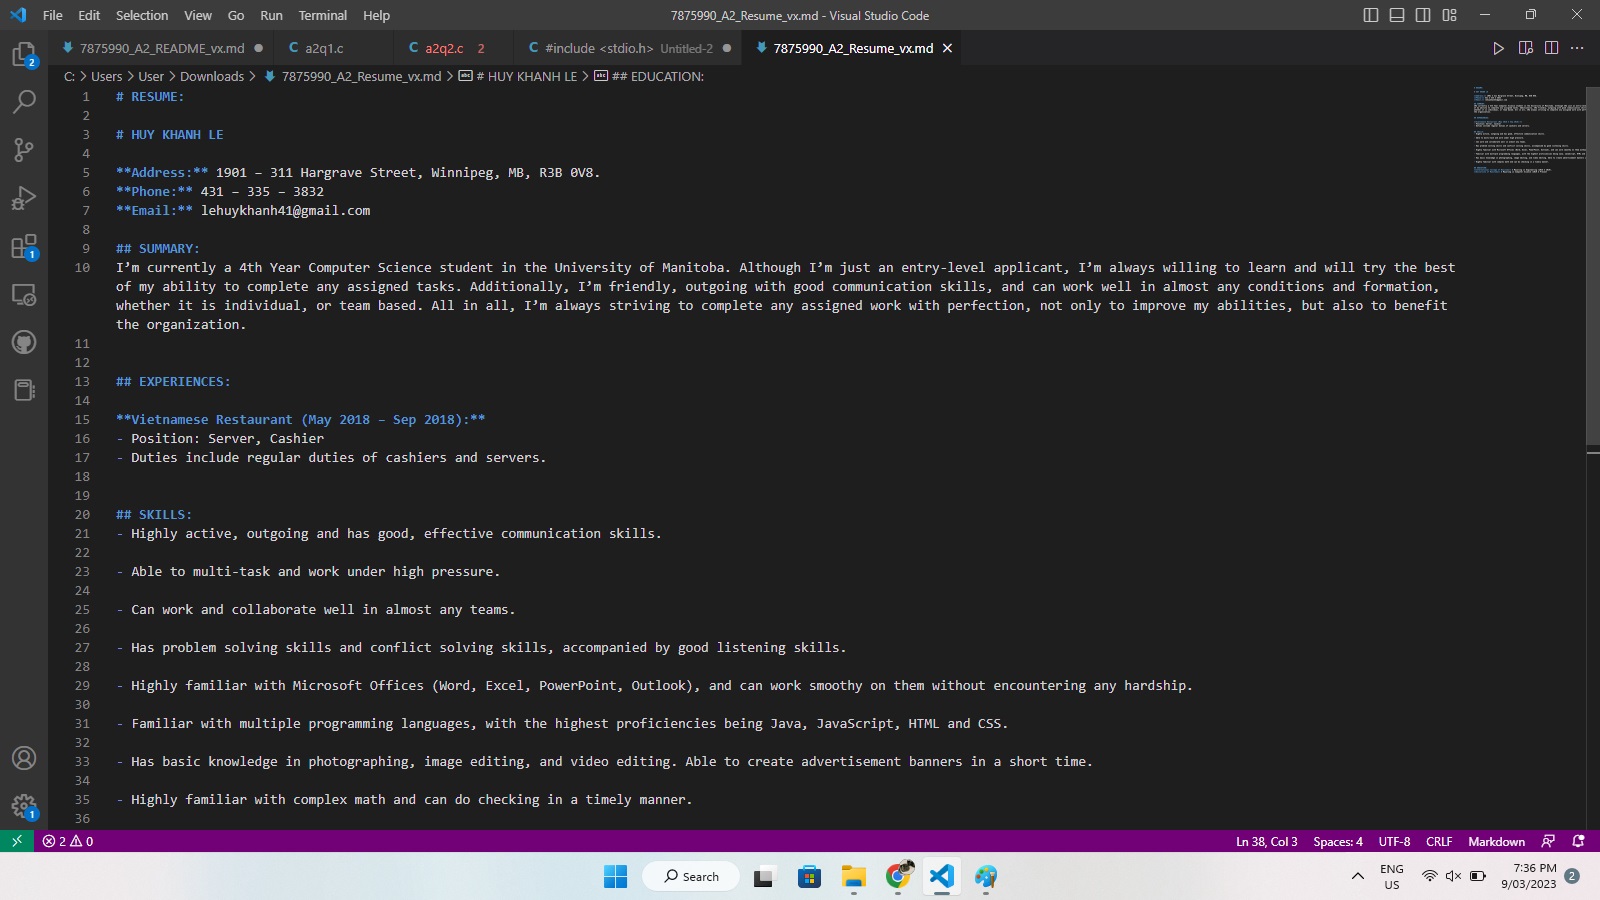 File Edit Selection View Go Run Terminal Help 7875990_A2_Resume_vx.md - Visual Studio Code
7875990_A2_README_vx.md a2q1.c a2q2.c 2 #include <stdio.h> Untitled-2 7875990_A2_Resume_vx.md
C: > Users > User > Downloads > 7875990_A2_Resume_vx.md > # HUY KHANH LE > ## EDUCATION:
1 # RESUME:
2
3 # HUY KHANH LE
4
5 **Address:** 1901 – 311 Hargrave Street, Winnipeg, MB, R3B 0V8.
6 **Phone:** 431 – 335 – 3832
7 **Email:** lehuykhanh41@gmail.com
8
9 ## SUMMARY:
10 I’m currently a 4th Year Computer Science student in the University of Manitoba. Although I’m just an entry-level applicant, I’m always willing to learn and will try the best
of my ability to complete any assigned tasks. Additionally, I’m friendly, outgoing with good communication skills, and can work well in almost any conditions and formation,
whether it is individual, or team based. All in all, I’m always striving to complete any assigned work with perfection, not only to improve my abilities, but also to benefit
the organization.
11
12
13 ## EXPERIENCES:
14
15 **Vietnamese Restaurant (May 2018 – Sep 2018):**
16 - Position: Server, Cashier
17 - Duties include regular duties of cashiers and servers.
18
19
20 ## SKILLS:
21 - Highly active, outgoing and has good, effective communication skills.
22
23 - Able to multi-task and work under high pressure.
24
25 - Can work and collaborate well in almost any teams.
26
27 - Has problem solving skills and conflict solving skills, accompanied by good listening skills.
28
29 - Highly familiar with Microsoft Offices (Word, Excel, PowerPoint, Outlook), and can work smoothy on them without encountering any hardship.
30
31 - Familiar with multiple programming languages, with the highest proficiencies being Java, JavaScript, HTML and CSS.
32
33 - Has basic knowledge in photographing, image editing, and video editing. Able to create advertisement banners in a short time.
34
35 - Highly familiar with complex math and can do checking in a timely manner.
36
2
1
1
2 0 Ln 38, Col 3 Spaces: 4 UTF-8 CRLF Markdown
Search
ENG
US
7:36 PM
9/03/2023
2